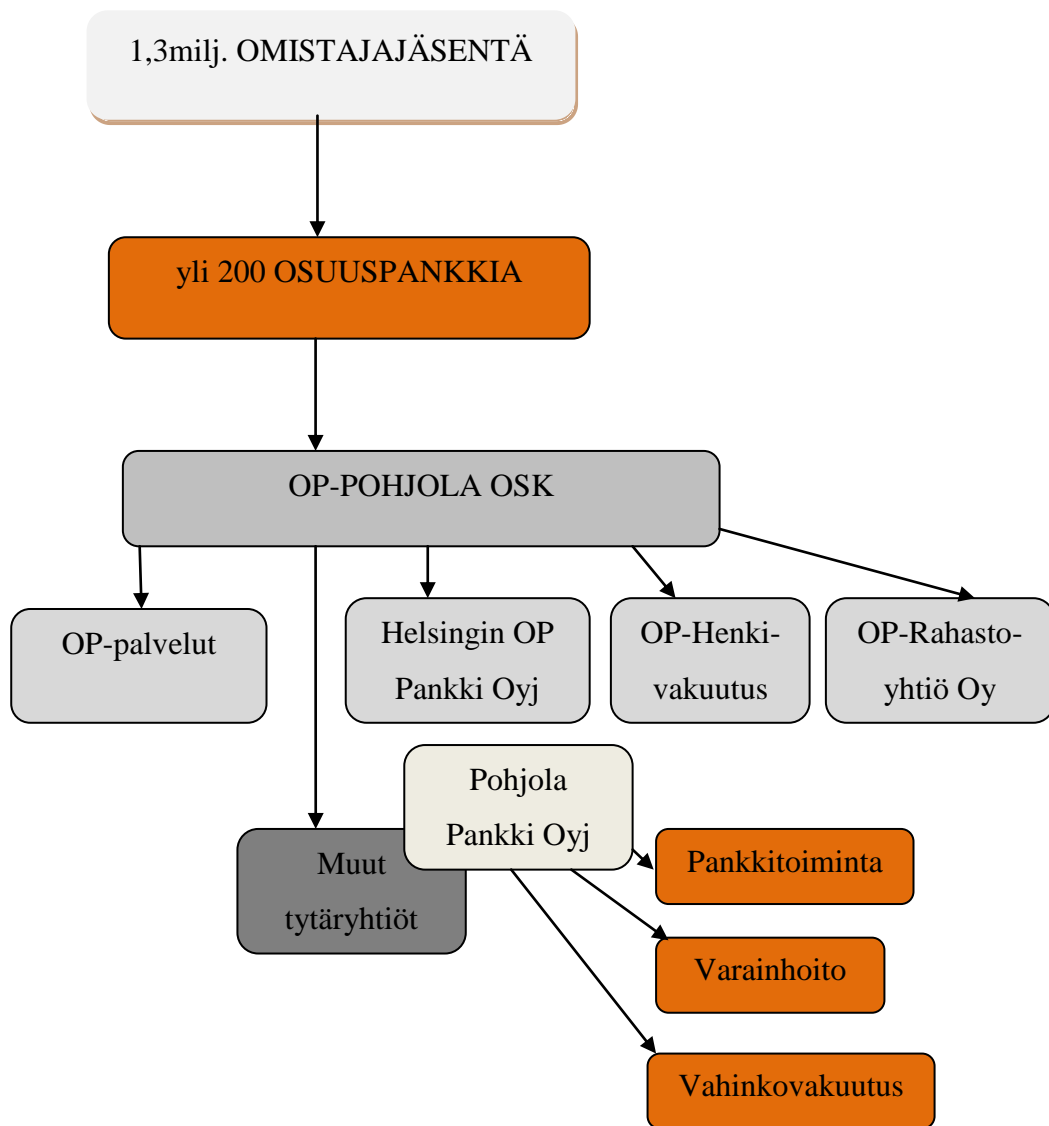 1,3milj. OMISTAJAJÄSENTÄ
yli 200 OSUUSPANKKIA
OP-POHJOLA OSK
OP-palvelut
Helsingin OP
Pankki Oyj
OP-Henki-
vakuutus
OP-Rahasto-
yhtiö Oy
Muut
tytäryhtiöt
Pohjola
Pankki Oyj
Pankkitoiminta
Varainhoito
Vahinkovakuutus